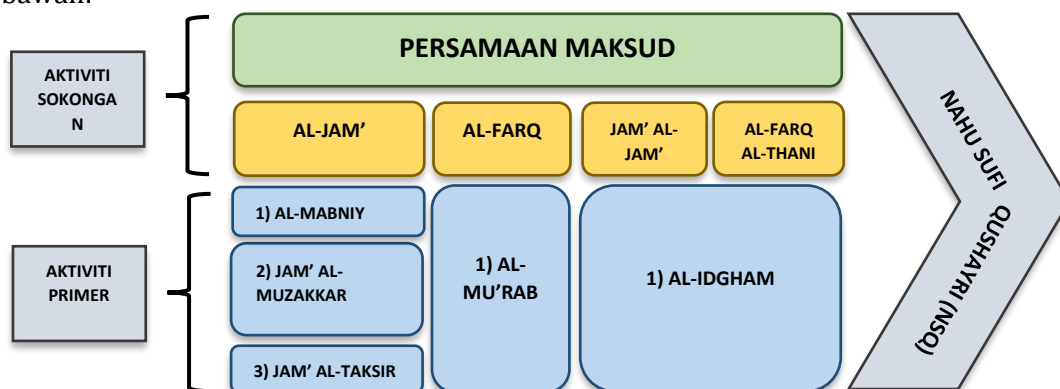 bawah.
AKTIVITI
SOKONGA
N
PERSAMAAN MAKSUD
AL-JAM’
AL-FARQ
JAM’ AL-
JAM’
AL-FARQ
AL-THANI
AKTIVITI
PRIMER
1) AL-MABNIY
2) JAM’ AL-
MUZAKKAR
3) JAM’ AL-TAKSIR
1) AL-
MU’RAB
1) AL-IDGHAM
NAHU SUFI
QUSHAYRI (NSQ)